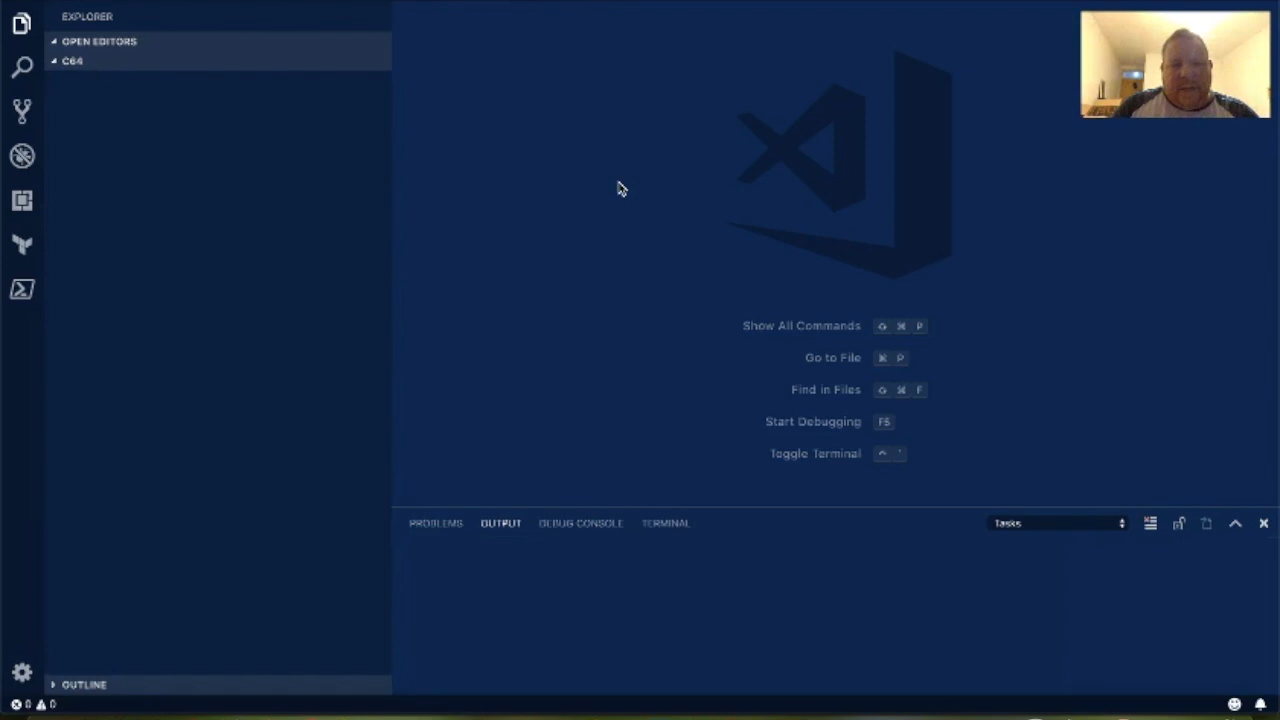 EXPLORER
OPEN EDITORS
C64
Show All Commands ⇧ ⌘ P
Go to File ⌘ P
Find in Files ⇧ ⌘ F
Start Debugging F5
Toggle Terminal ^ `
PROBLEMS OUTPUT DEBUG CONSOLE TERMINAL Tasks
OUTLINE
0 0